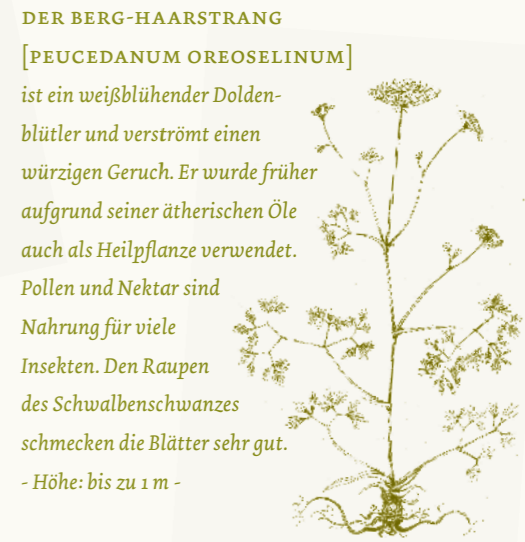 DER BERG-HAARSTRANG
[PEUCEDANUM OREOSELINUM]
ist ein weißblühender Dolden-
blütler und verströmt einen
würzigen Geruch. Er wurde früher
aufgrund seiner ätherischen Öle
auch als Heilpflanze verwendet.
Pollen und Nektar sind
Nahrung für viele
Insekten. Den Raupen
des Schwalbenschwanzes
schmecken die Blätter sehr gut.
- Höhe: bis zu 1 m -